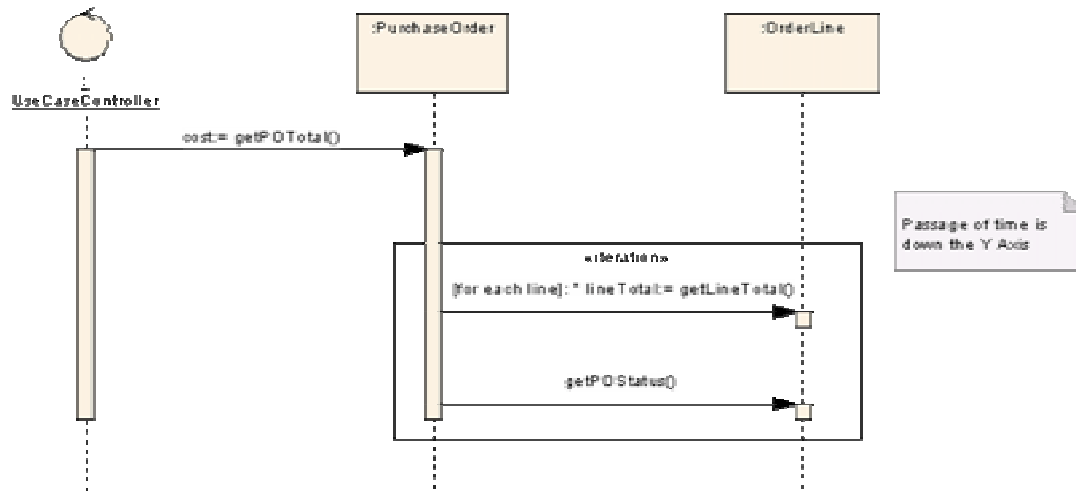 :PurchaseOrder
:OrderLine
:
UseCaseController
cost:= getPOTotal()
Passage of time is
down the Y Axis
«iteration»
[for each line]: * lineTotal:= getLineTotal()
getPOStatus()